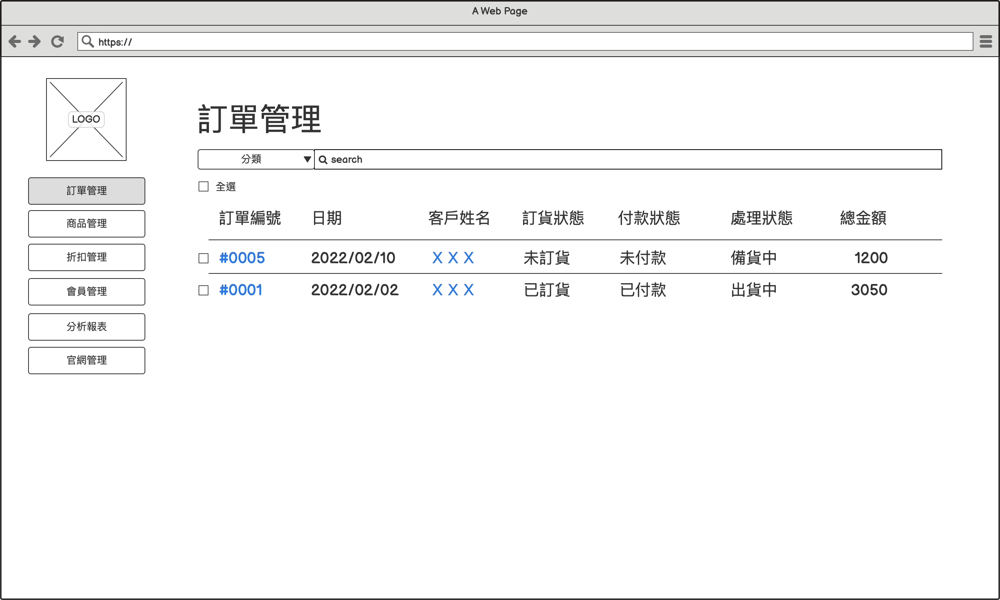 A Web Page
https://
LOGO
訂單管理
商品管理
折扣管理
會員管理
分析報表
官網管理
訂單管理
分類 search
全選
訂單編號 日期 客戶姓名 訂貨狀態 付款狀態 處理狀態 總金額
#0005 2022/02/10 X X X 未訂貨 未付款 備貨中 1200
#0001 2022/02/02 X X X 已訂貨 已付款 出貨中 3050